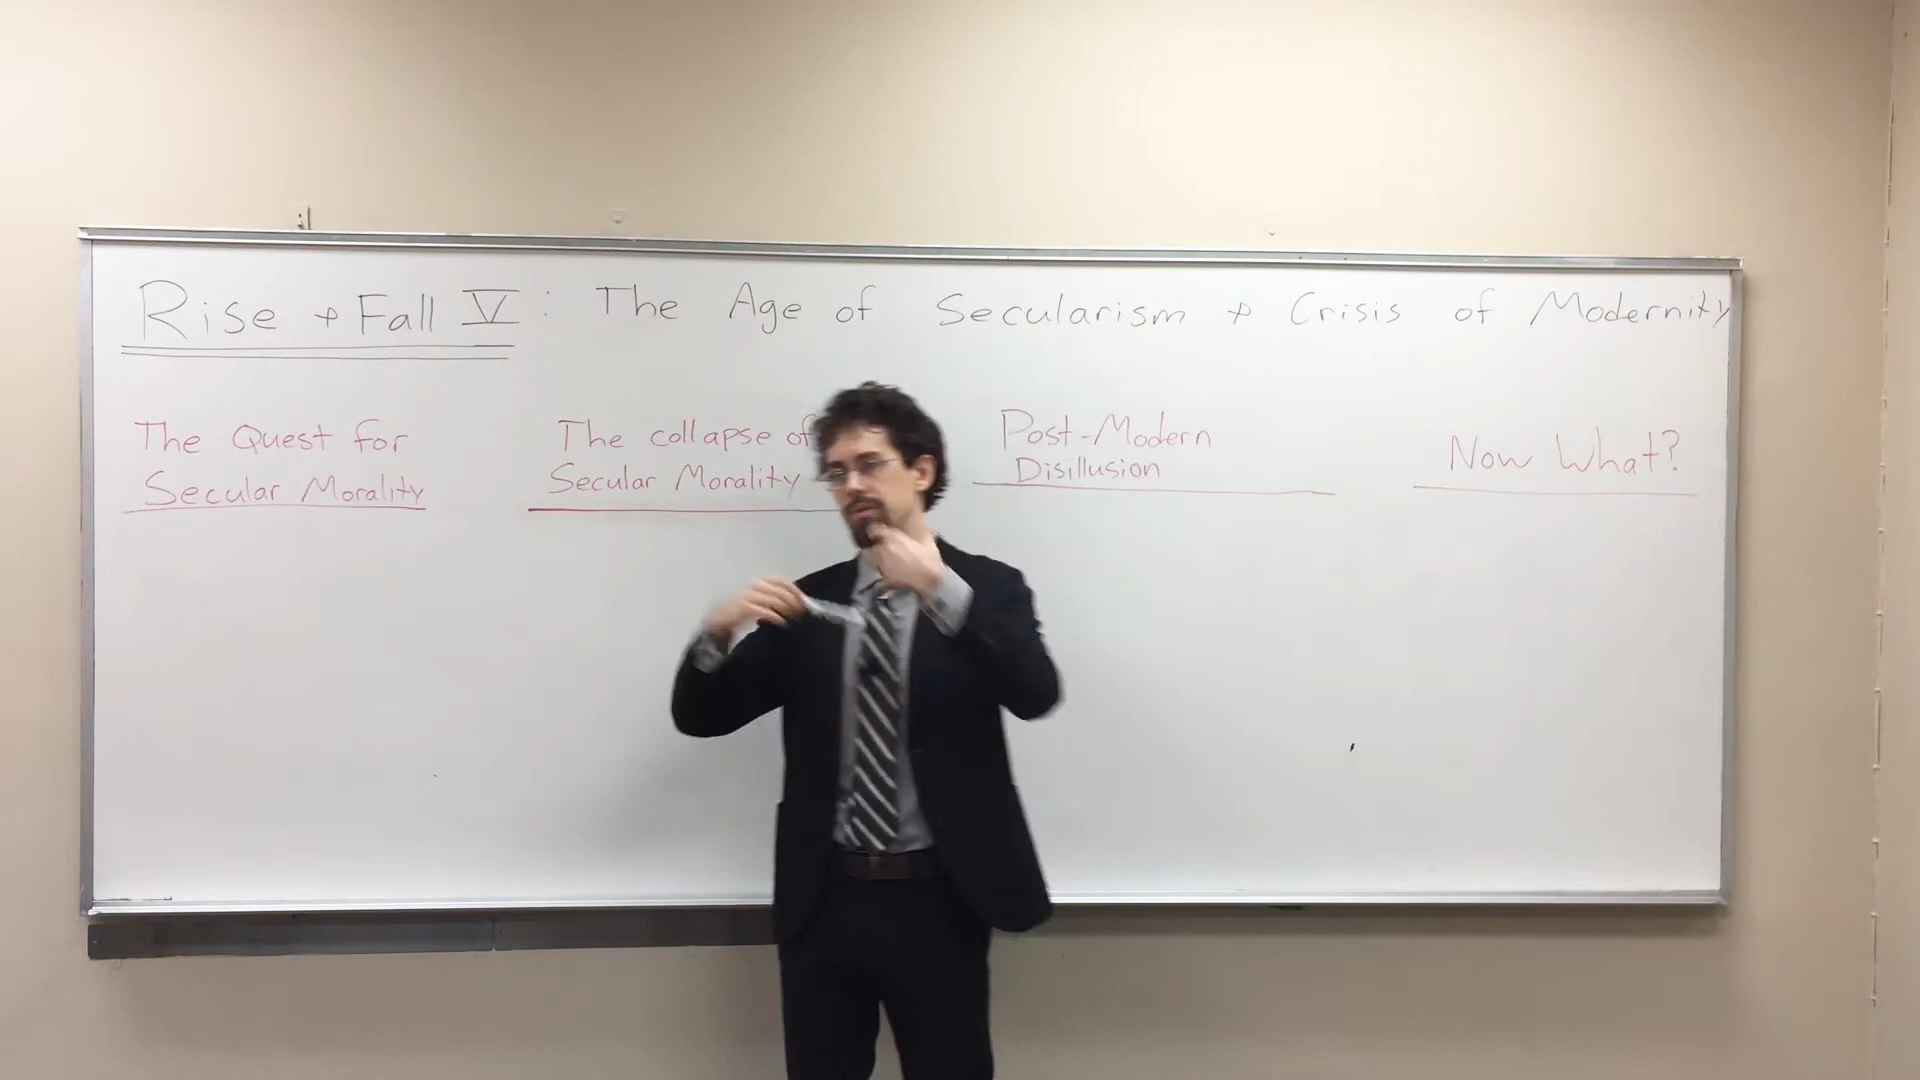 Rise + Fall V: The Age of Secularism + Crisis of Modernity
The Quest for
Secular Morality
The collapse of
Secular Morality
Post-Modern
Disillusion
Now What?